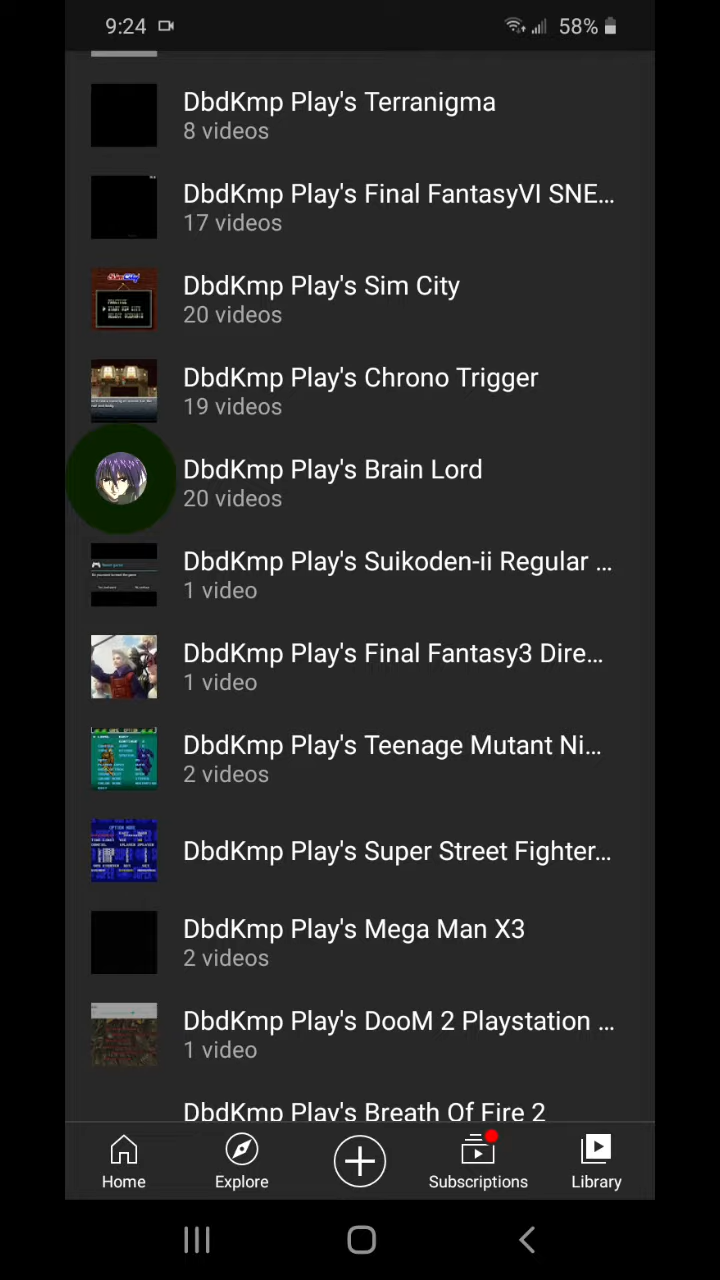 9:24
58%
DbdKmp Play's Terranigma
8 videos
DbdKmp Play's Final FantasyVI SNE...
17 videos
DbdKmp Play's Sim City
20 videos
DbdKmp Play's Chrono Trigger
19 videos
DbdKmp Play's Brain Lord
20 videos
DbdKmp Play's Suikoden-ii Regular ...
1 video
DbdKmp Play's Final Fantasy3 Dire...
1 video
DbdKmp Play's Teenage Mutant Ni...
2 videos
DbdKmp Play's Super Street Fighter...
DbdKmp Play's Mega Man X3
2 videos
DbdKmp Play's DooM 2 Playstation ...
1 video
DbdKmp Play's Breath Of Fire 2
Home
Explore
Subscriptions
Library